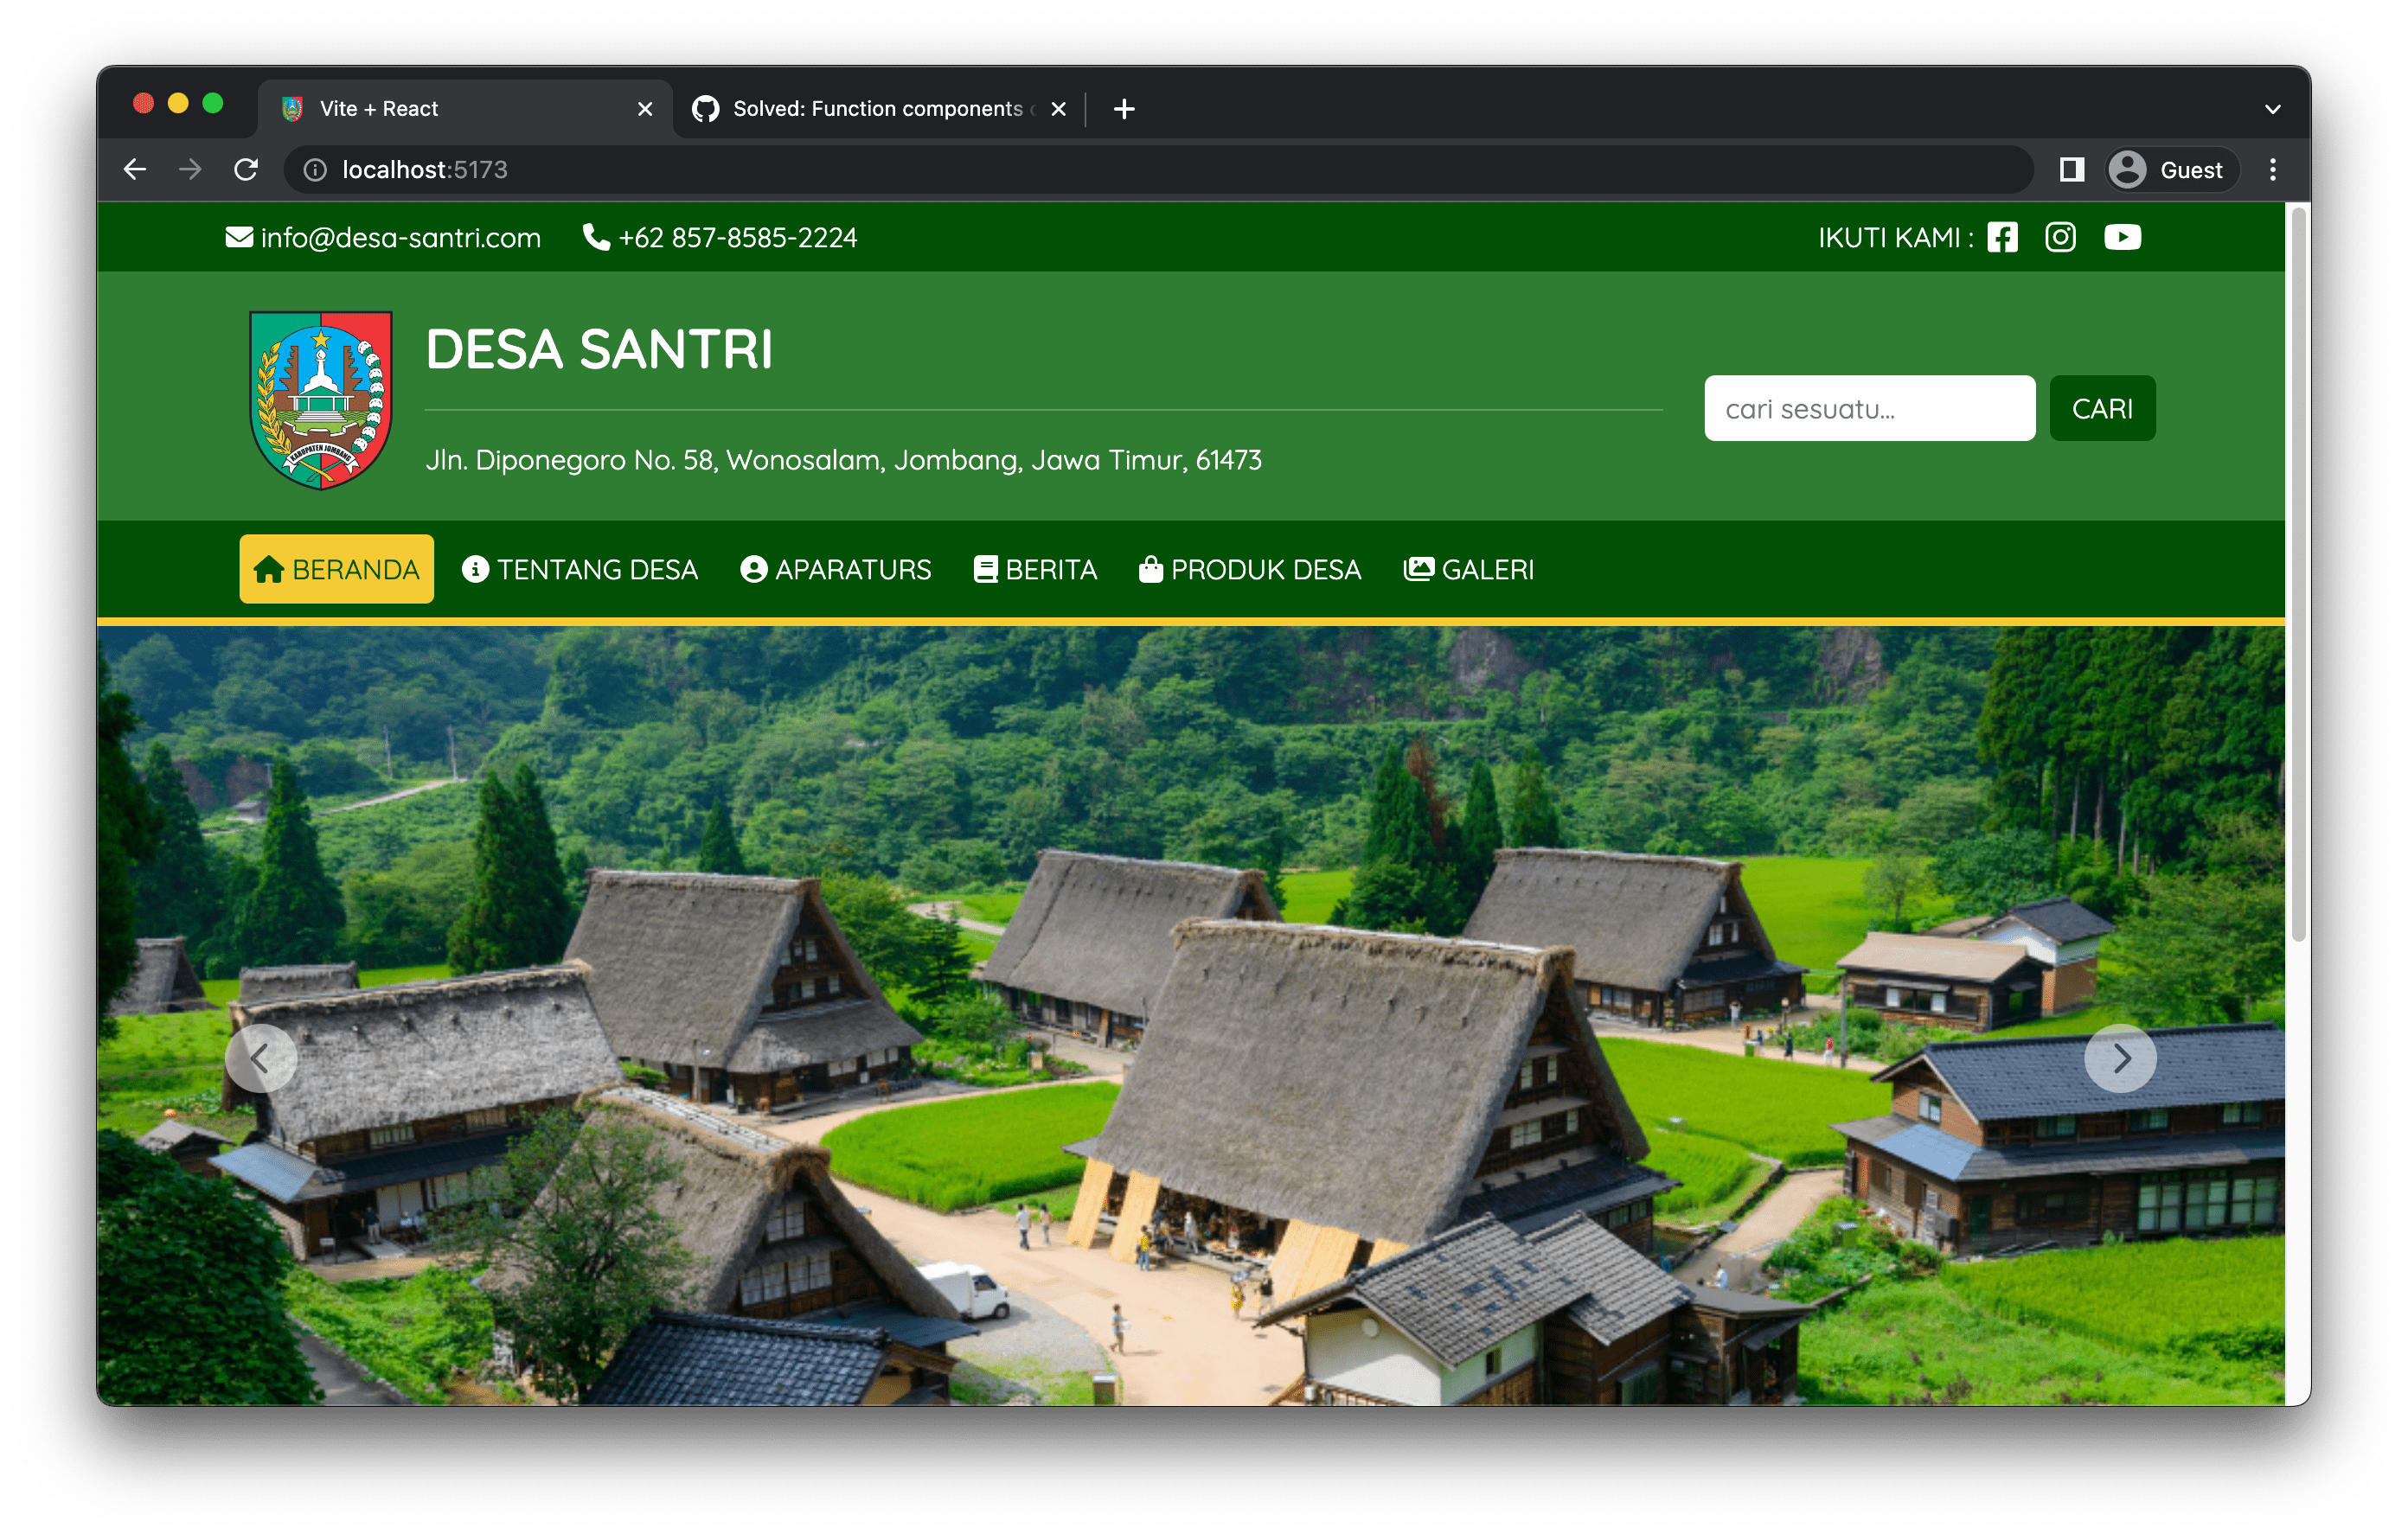 Vite + React
Solved: Function components
localhost:5173
Guest
info@desa-santri.com +62 857-8585-2224 IKUTI KAMI :
DESA SANTRI
KABUPATEN JOMBANG
cari sesuatu... CARI
Jln. Diponegoro No. 58, Wonosalam, Jombang, Jawa Timur, 61473
BERANDA TENTANG DESA APARATURS BERITA PRODUK DESA GALERI